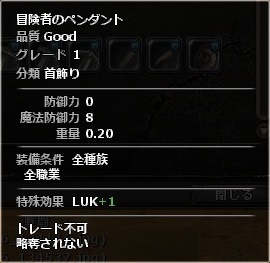 冒険者のペンダント
品質 Good
グレード 1
分類 首飾り
防御力 0
魔法防御力 8
重量 0.20
装備条件 全種族
全職業
閉じる
特殊効果 LUK+1
トレード不可
略奪されない